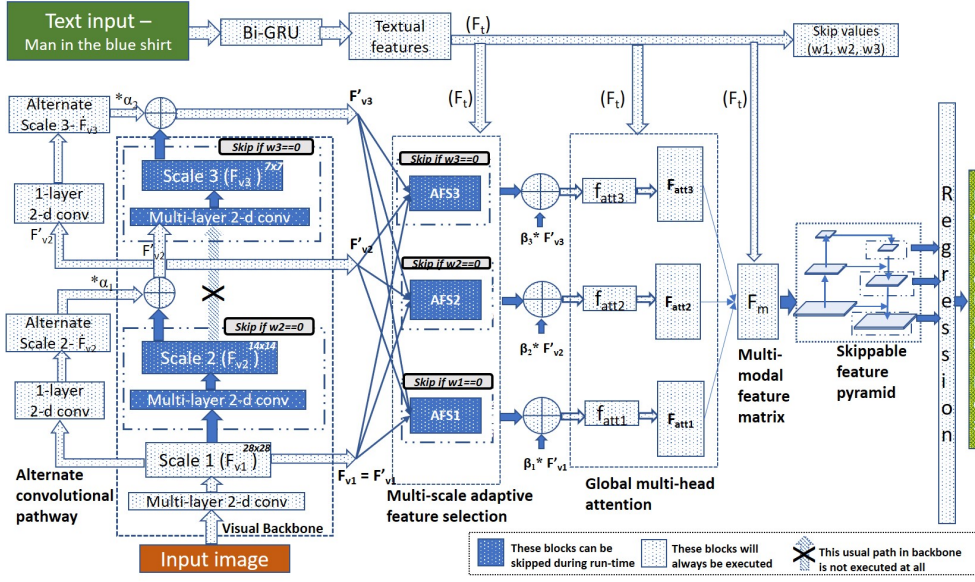 Text input –
Man in the blue shirt
Bi-GRU
Textual
features
(Ft)
Skip values
(w1, w2, w3)
(Ft)
(Ft)
(Ft)
Alternate
Scale 3- F́v3
*α2
F'v3
Skip if w3==0
Scale 3 (Fv3) 7x7
Multi-layer 2-d conv
1-layer
2-d conv
F'v2
F'v2
F'v2
*α1
Alternate
Scale 2- F́v2
Skip if w2==0
Scale 2 (Fv2) 14x14
Multi-layer 2-d conv
1-layer
2-d conv
Scale 1 (Fv1) 28x28
Fv1 = F'v1
Multi-layer 2-d conv
Visual Backbone
Alternate
convolutional
pathway
Input image
Skip if w3==0
AFS3
Skip if w2==0
AFS2
Skip if w1==0
AFS1
Multi-scale adaptive
feature selection
β3* F'v3
β2* F'v2
β1* F'v1
fatt3
Fatt3
fatt2
Fatt2
fatt1
Fatt1
Global multi-head
attention
Fm
Multi-
modal
feature
matrix
Skippable
feature
pyramid
Regression
These blocks can be
skipped during run-time
These blocks will
always be executed
This usual path in backbone
is not executed at all